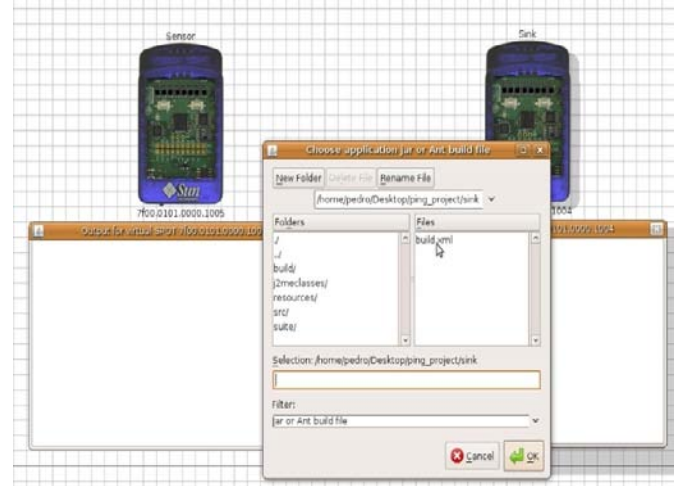 Sensor
Sink
Sun
7f00.0101.0000.1005
1004
Output for virtual SPOT 7f00.0101.0000.100
Choose application jar or Ant build file
New Folder
Delete File
Rename File
/home/pedro/Desktop/ping_project/sink
Folders
Files
./
../
build/
j2meclasses/
resources/
src/
suite/
build.xml
Selection: /home/pedro/Desktop/ping_project/sink
Filter:
Jar or Ant build file
Cancel
OK